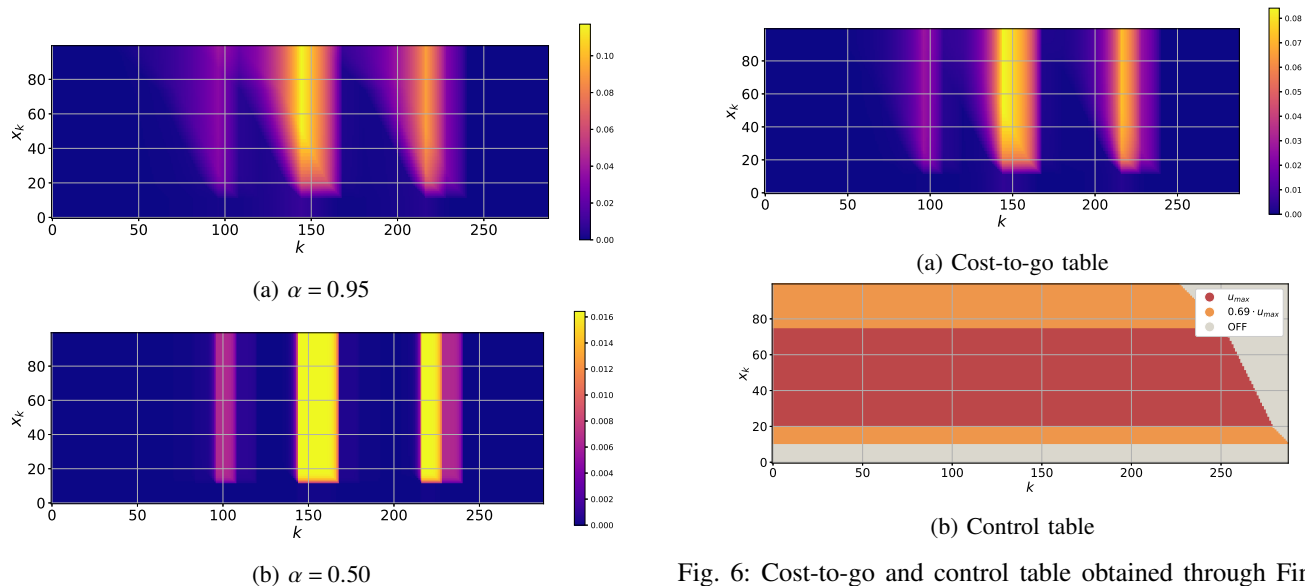 0.10
0.08
0.06
0.04
0.02
0.00
80
60
40
20
0
x_k
0 50 100 150 200 250
k
(a) α = 0.95
0.016
0.014
0.012
0.010
0.008
0.006
0.004
0.002
0.000
80
60
40
20
0
x_k
0 50 100 150 200 250
k
(b) α = 0.50
0.08
0.07
0.06
0.05
0.04
0.03
0.02
0.01
0.00
80
60
40
20
0
x_k
0 50 100 150 200 250
k
(a) Cost-to-go table
u_max
0.69 · u_max
OFF
80
60
40
20
0
x_k
0 50 100 150 200 250
k
(b) Control table
Fig. 6: Cost-to-go and control table obtained through